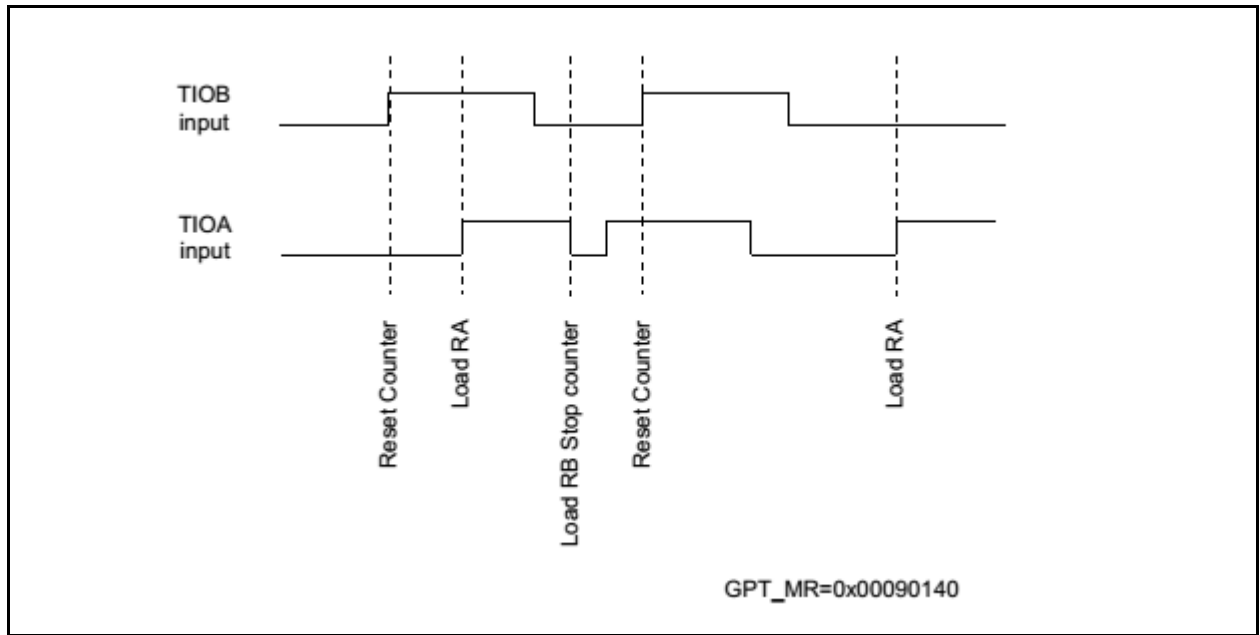 TIOB
input
TIOA
input
Reset Counter
Load RA
Load RB Stop counter
Reset Counter
Load RA
GPT_MR=0x00090140